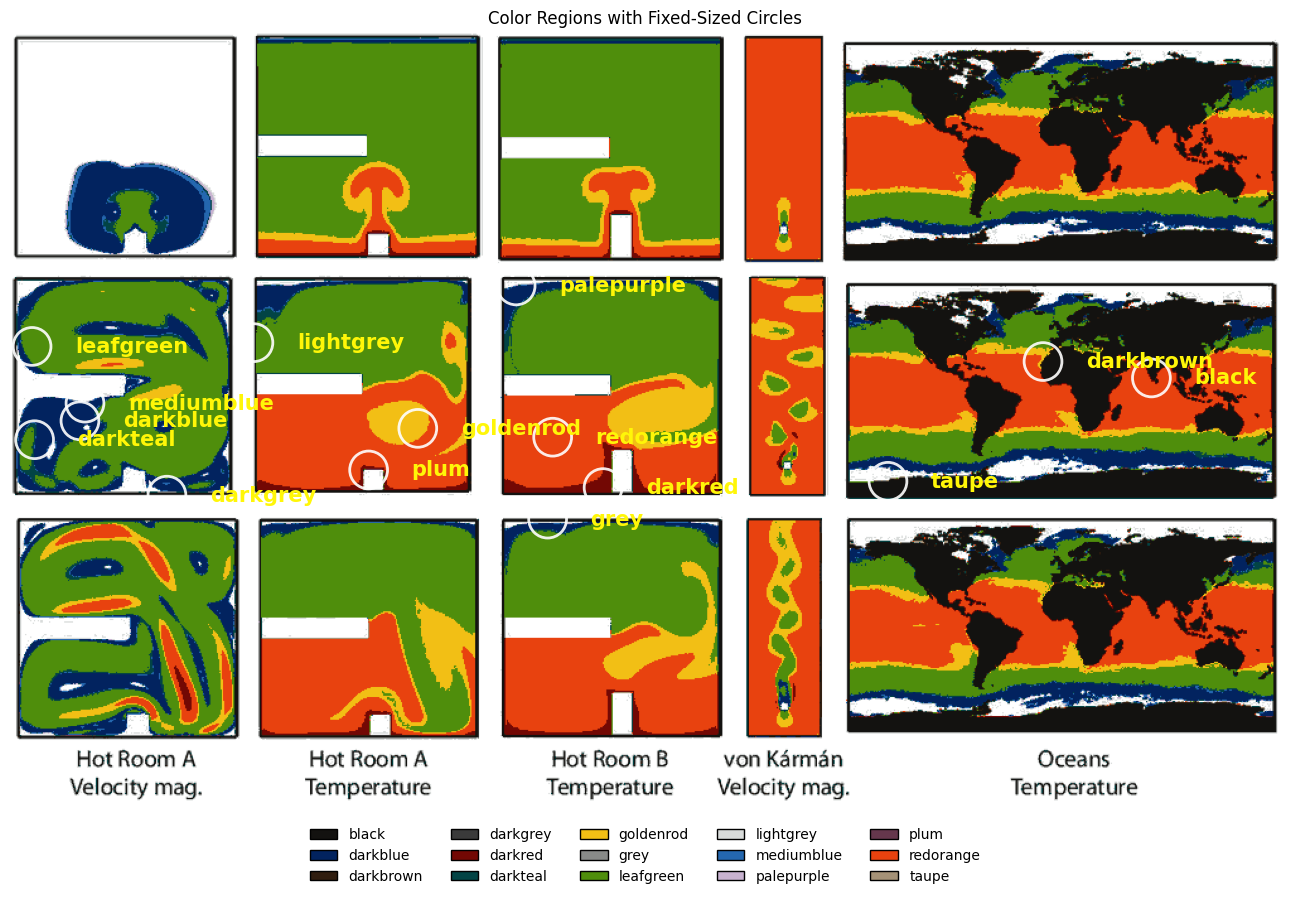 Color Regions with Fixed-Sized Circles
palepurple
leafgreen
lightgrey
darkbrown
black
mediumblue
darkblue
goldenrod
darkteal
redorange
plum
taupe
darkred
darkgrey
grey
Hot Room A
Velocity mag.
Hot Room A
Temperature
Hot Room B
Temperature
von Kármán
Velocity mag.
Oceans
Temperature
black
darkblue
darkbrown
darkgrey
darkred
darkteal
goldenrod
grey
leafgreen
lightgrey
mediumblue
palepurple
plum
redorange
taupe